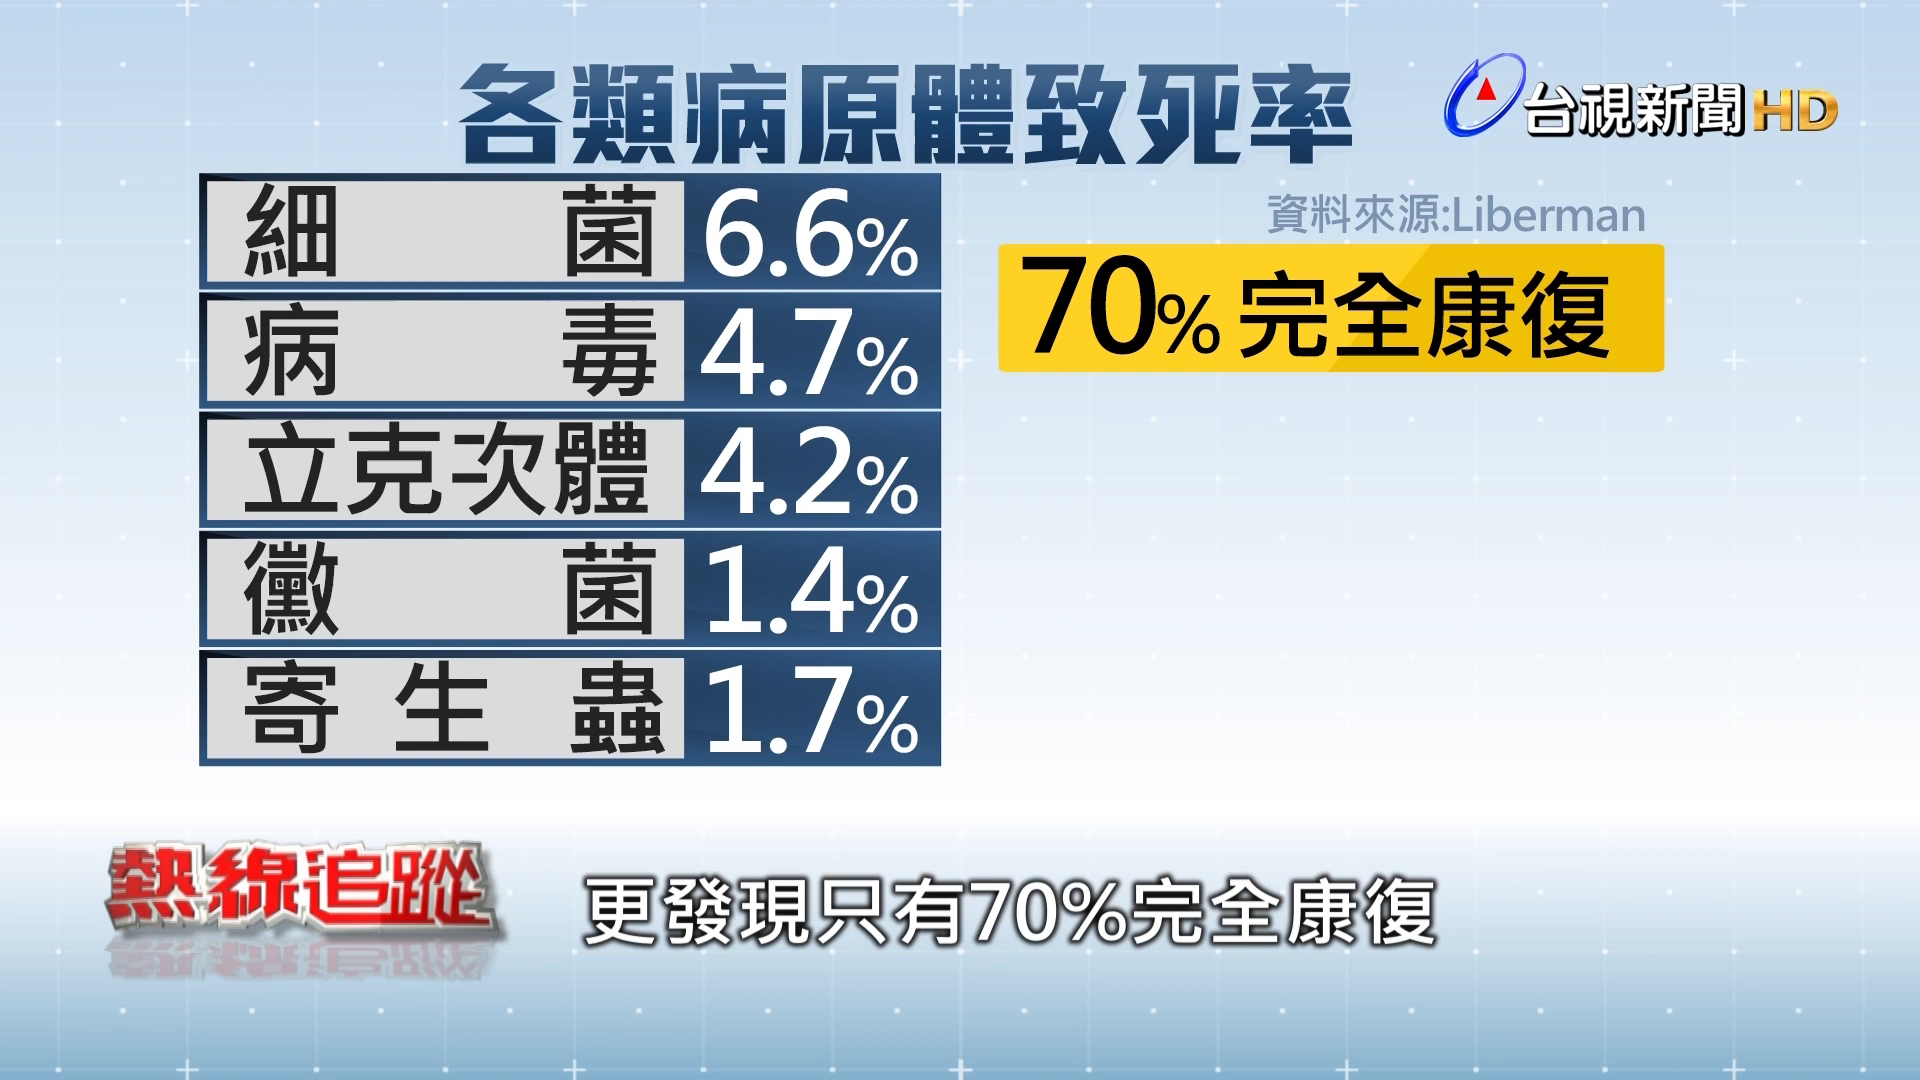 各類病原體致死率
台視新聞HD
資料來源:Liberman
細菌 6.6%
病毒 4.7%
立克次體 4.2%
黴菌 1.4%
寄生蟲 1.7%
70%完全康復
熱線追蹤
更發現只有70%完全康復